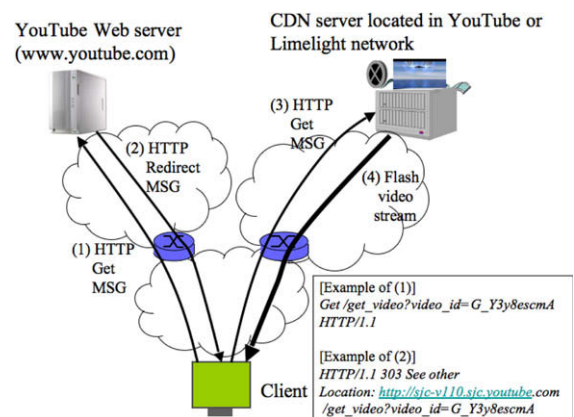 YouTube Web server
(www.youtube.com)
CDN server located in YouTube or
Limelight network
(3) HTTP
Get
MSG
(2) HTTP
Redirect
MSG
(4) Flash
video
stream
(1) HTTP
Get
MSG
Client
[Example of (1)]
Get /get_video?video_id=G_Y3y8escmA
HTTP/1.1
[Example of (2)]
HTTP/1.1 303 See other
Location: http://sjc-v110.sjc.youtube.com
/get_video?video_id=G_Y3y8escmA